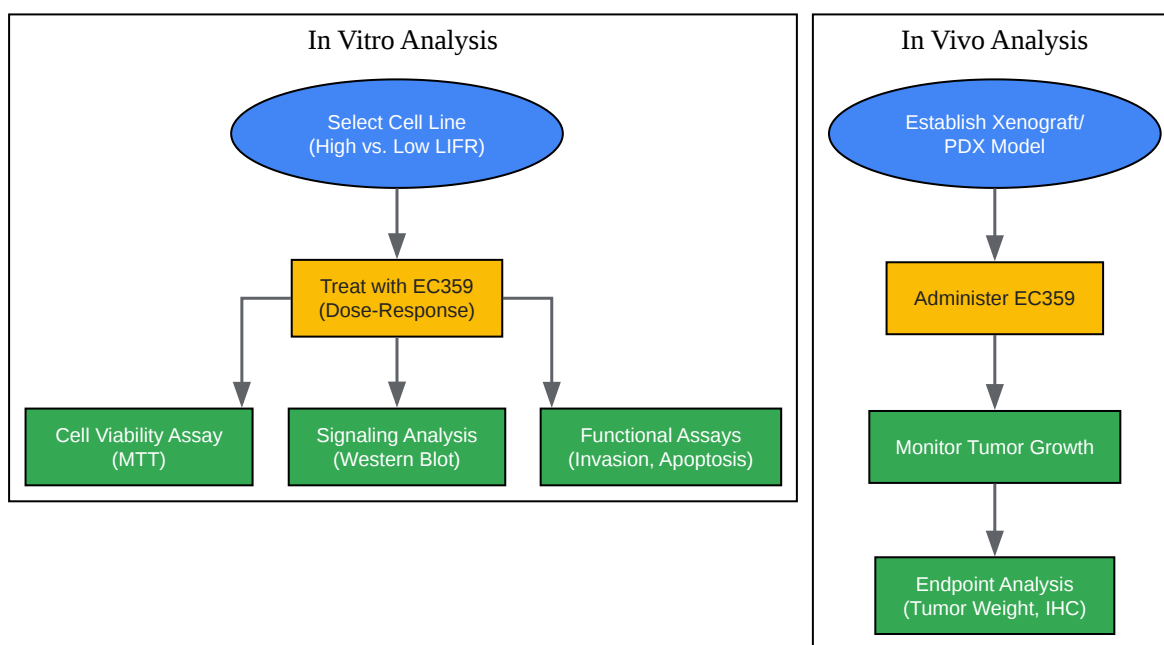 In Vitro Analysis
Select Cell Line
(High vs. Low LIFR)
Treat with EC359
(Dose-Response)
Cell Viability Assay
(MTT)
Signaling Analysis
(Western Blot)
Functional Assays
(Invasion, Apoptosis)
In Vivo Analysis
Establish Xenograft/
PDX Model
Administer EC359
Monitor Tumor Growth
Endpoint Analysis
(Tumor Weight, IHC)